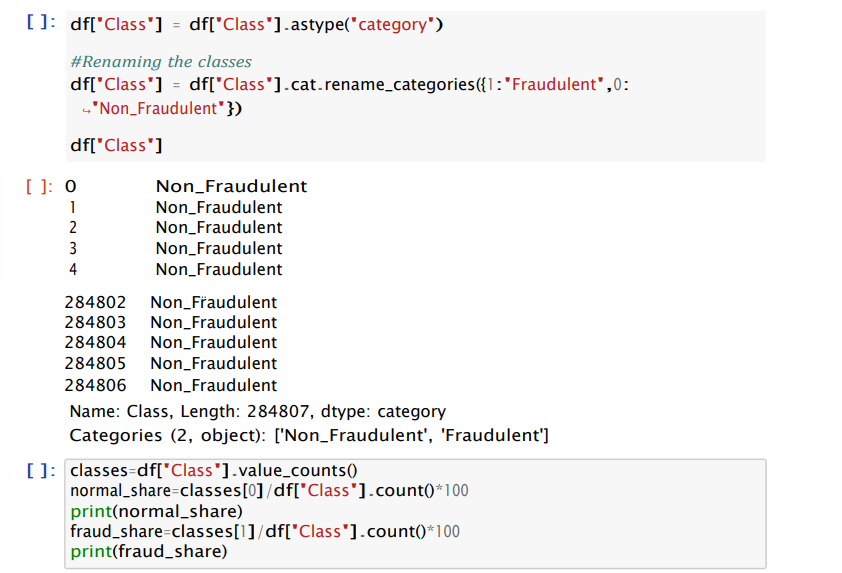 [ ]: df["Class"] = df["Class"].astype("category")
#Renaming the classes
df["Class"] = df["Class"].cat.rename_categories({1:"Fraudulent",0:
↪"Non_Fraudulent"})
df["Class"]
[ ]: 0 Non_Fraudulent
1 Non_Fraudulent
2 Non_Fraudulent
3 Non_Fraudulent
4 Non_Fraudulent
284802 Non_Fraudulent
284803 Non_Fraudulent
284804 Non_Fraudulent
284805 Non_Fraudulent
284806 Non_Fraudulent
Name: Class, Length: 284807, dtype: category
Categories (2, object): ['Non_Fraudulent', 'Fraudulent']
[ ]: classes=df["Class"].value_counts()
normal_share=classes[0]/df["Class"].count()*100
print(normal_share)
fraud_share=classes[1]/df["Class"].count()*100
print(fraud_share)